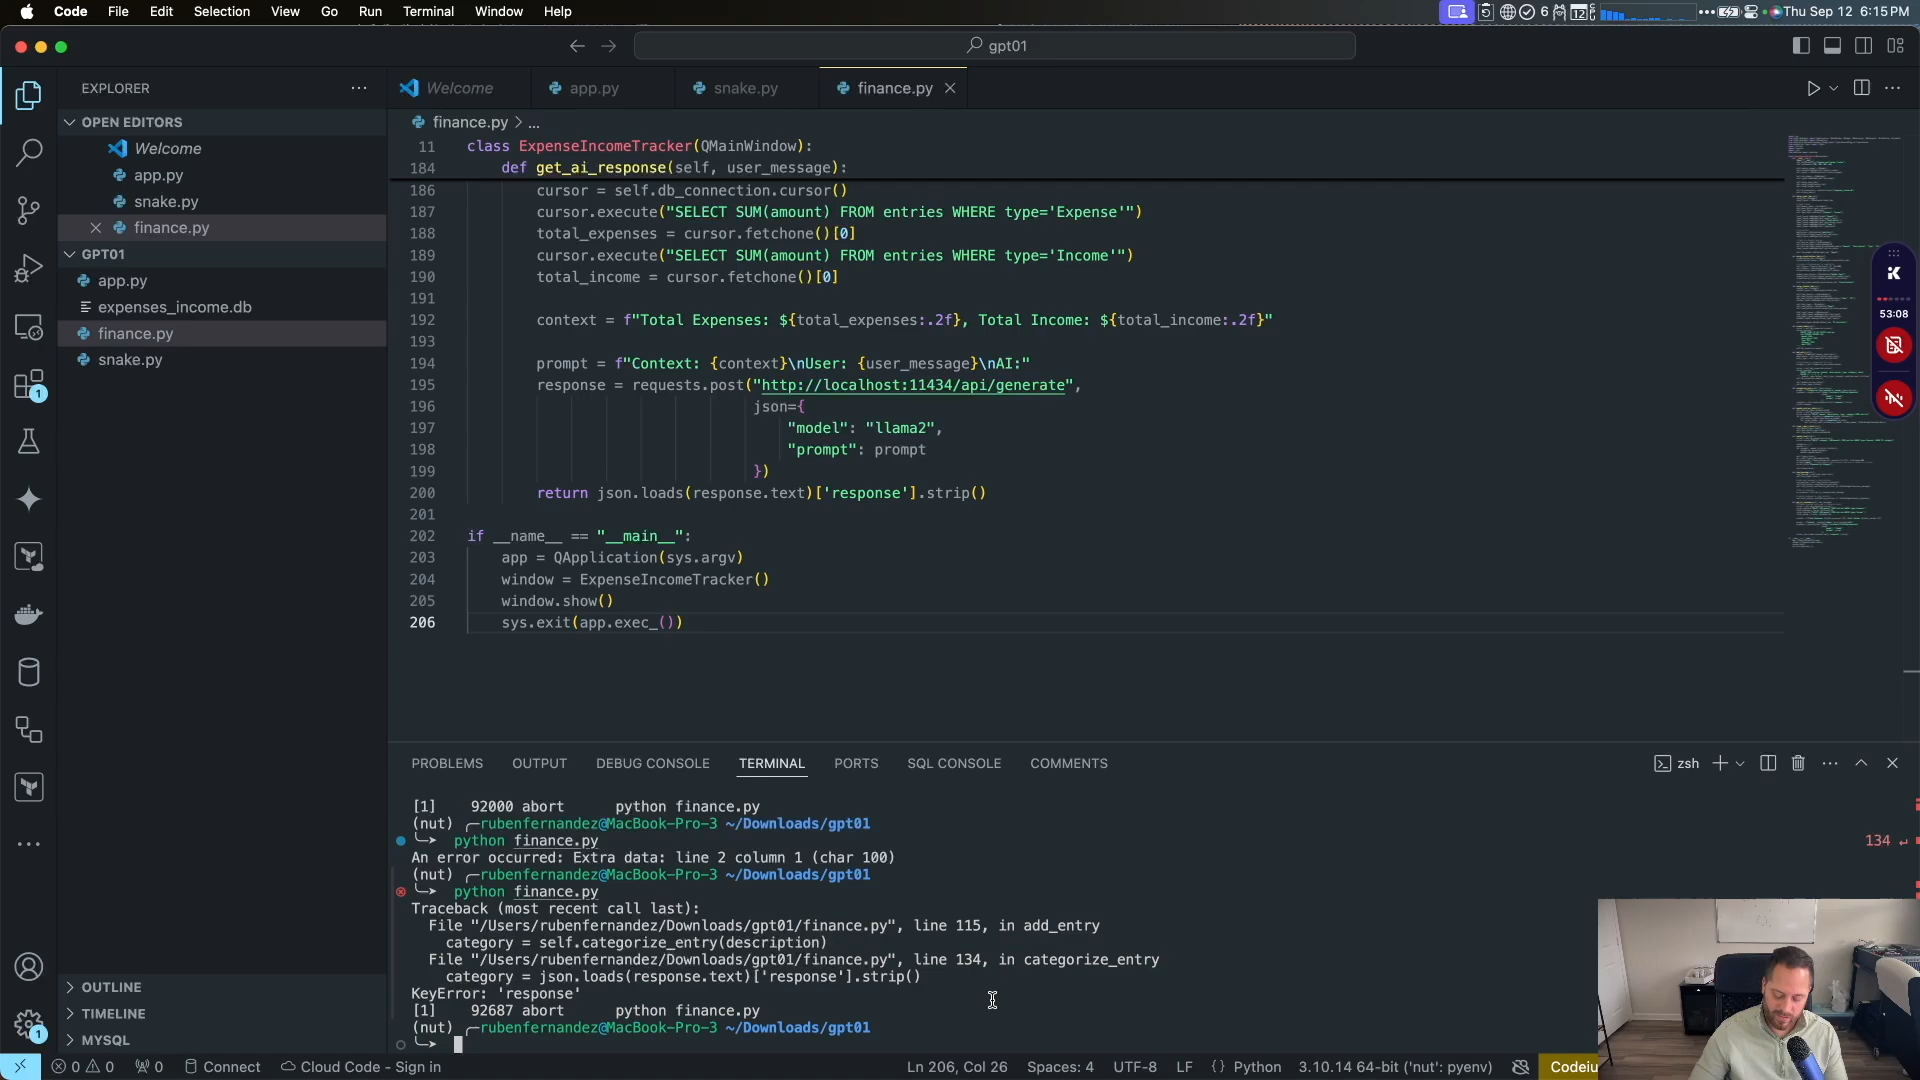 Code File Edit Selection View Go Run Terminal Window Help
6
12
Thu Sep 12 6:15 PM
gpt01
EXPLORER
OPEN EDITORS
Welcome
app.py
snake.py
finance.py
GPT01
app.py
expenses_income.db
finance.py
snake.py
OUTLINE
TIMELINE
MYSQL
1
1
Welcome
app.py
snake.py
finance.py
finance.py > ...
11 class ExpenseIncomeTracker(QMainWindow):
184 def get_ai_response(self, user_message):
186 cursor = self.db_connection.cursor()
187 cursor.execute("SELECT SUM(amount) FROM entries WHERE type='Expense'")
188 total_expenses = cursor.fetchone()[0]
189 cursor.execute("SELECT SUM(amount) FROM entries WHERE type='Income'")
190 total_income = cursor.fetchone()[0]
191
192 context = f"Total Expenses: ${total_expenses:.2f}, Total Income: ${total_income:.2f}"
193
194 prompt = f"Context: {context}\nUser: {user_message}\nAI:"
195 response = requests.post("http://localhost:11434/api/generate",
196 json={
197 "model": "llama2",
198 "prompt": prompt
199 })
200 return json.loads(response.text)['response'].strip()
201
202 if __name__ == "__main__":
203 app = QApplication(sys.argv)
204 window = ExpenseIncomeTracker()
205 window.show()
206 sys.exit(app.exec_())
K
53:08
PROBLEMS OUTPUT DEBUG CONSOLE TERMINAL PORTS SQL CONSOLE COMMENTS
zsh
[1] 92000 abort python finance.py
(nut) ╭─rubenfernandez@MacBook-Pro-3 ~/Downloads/gpt01
╰─➤ python finance.py 134 ↵
An error occurred: Extra data: line 2 column 1 (char 100)
(nut) ╭─rubenfernandez@MacBook-Pro-3 ~/Downloads/gpt01
╰─➤ python finance.py
Traceback (most recent call last):
File "/Users/rubenfernandez/Downloads/gpt01/finance.py", line 115, in add_entry
category = self.categorize_entry(description)
File "/Users/rubenfernandez/Downloads/gpt01/finance.py", line 134, in categorize_entry
category = json.loads(response.text)['response'].strip()
KeyError: 'response'
[1] 92687 abort python finance.py
(nut) ╭─rubenfernandez@MacBook-Pro-3 ~/Downloads/gpt01
╰─➤
0 0 0 Connect Cloud Code - Sign in
Ln 206, Col 26 Spaces: 4 UTF-8 LF {} Python 3.10.14 64-bit ('nut': pyenv) Codeiu